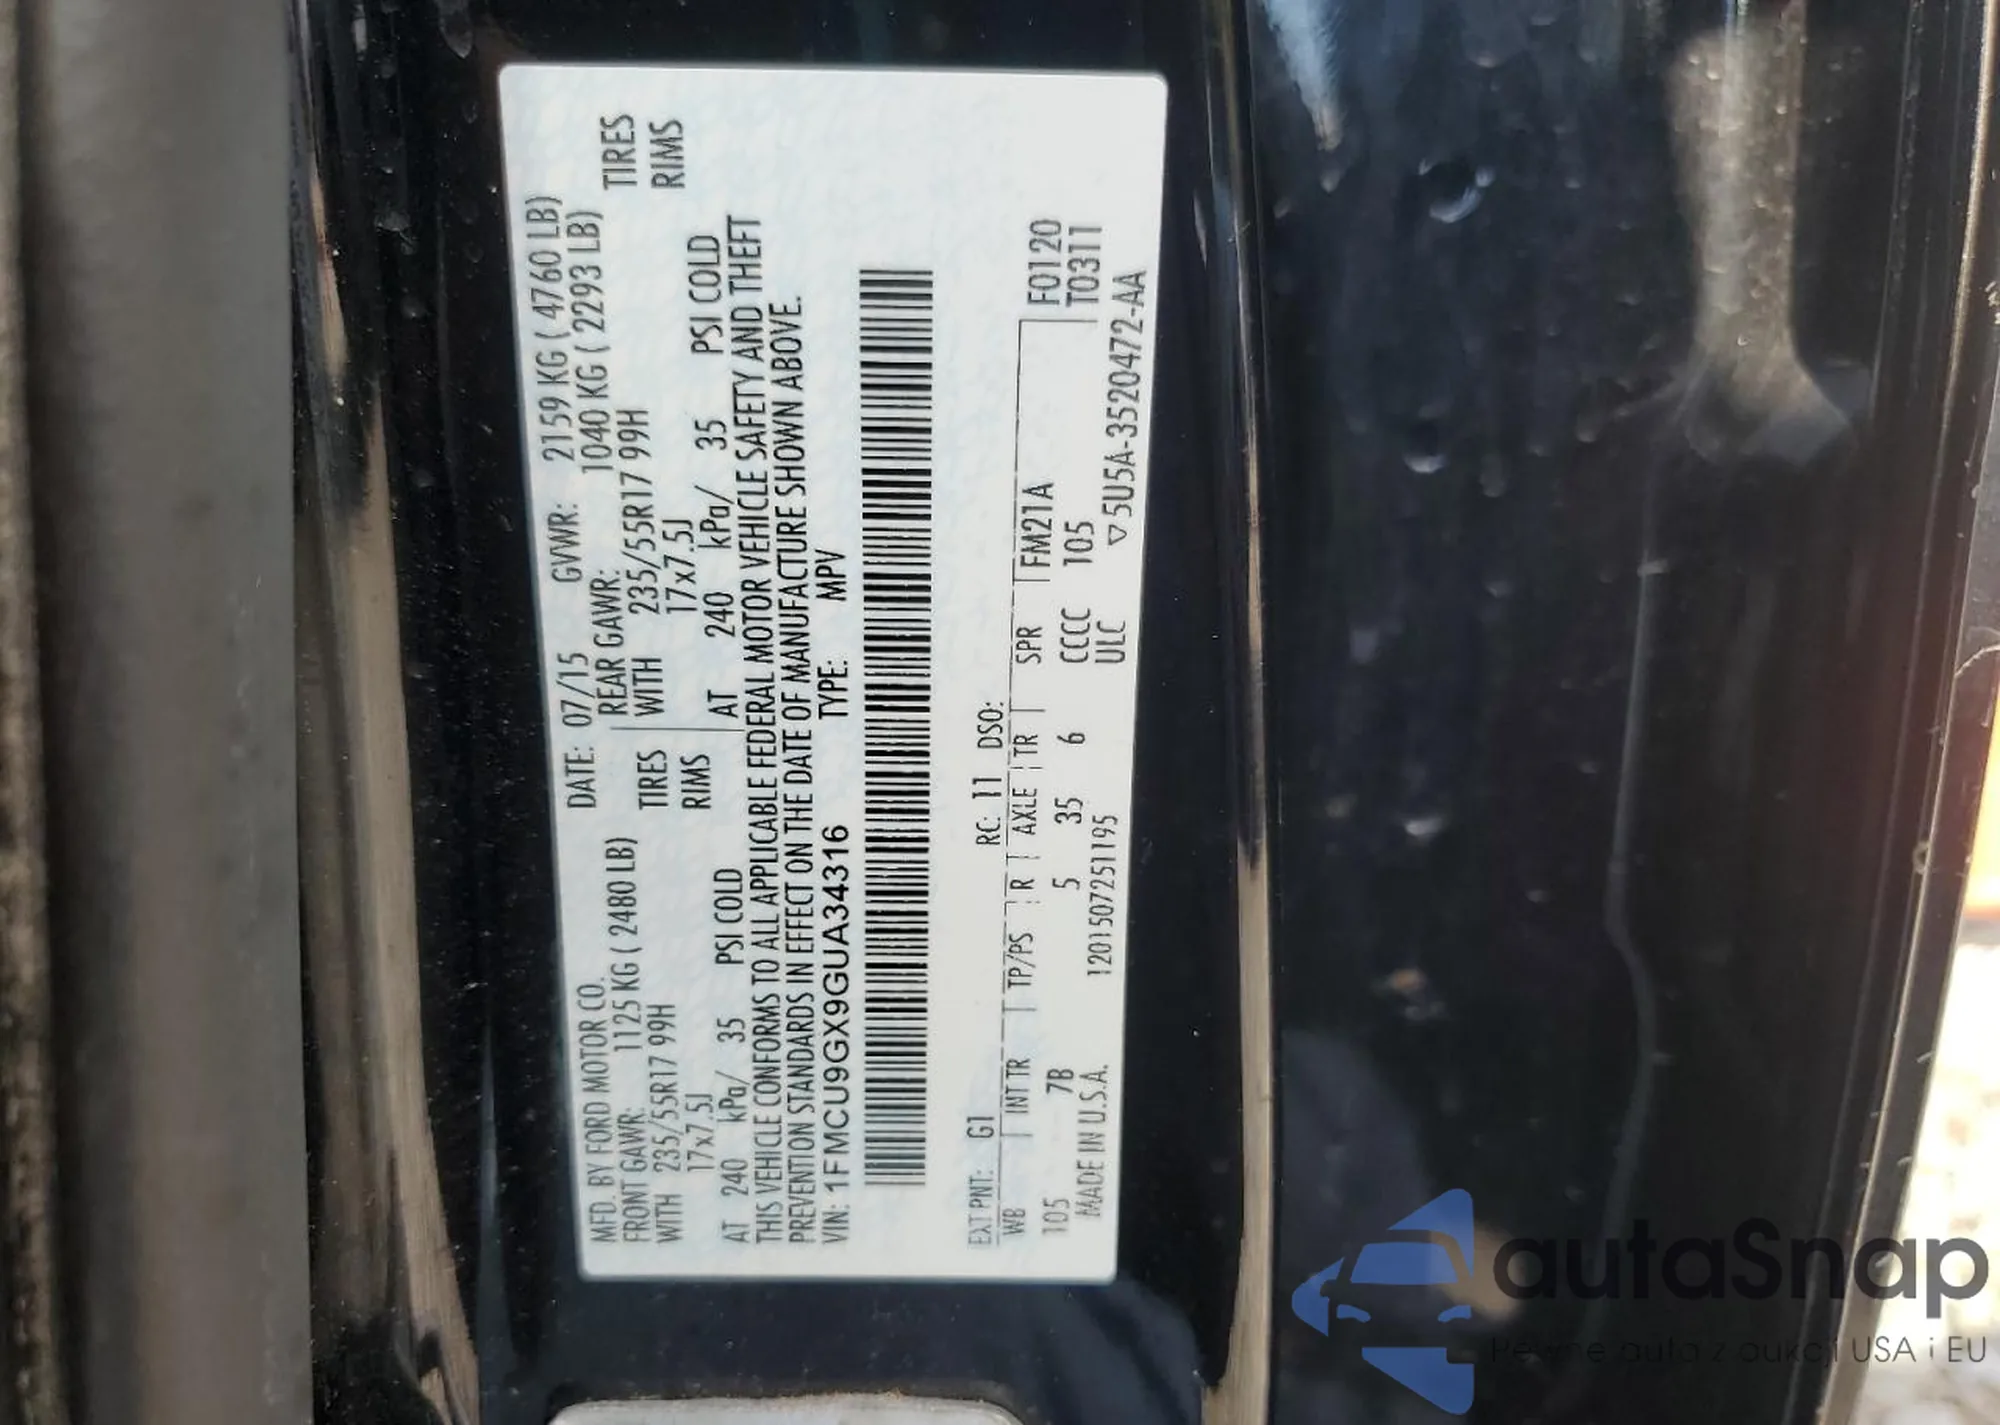 MFD. BY FORD MOTOR CO. DATE: 07/15 GVWR: 2159 KG ( 4760 LB)
FRONT GAWR: 1125 KG ( 2480 LB) REAR GAWR: 1040 KG ( 2293 LB)
WITH 235/55R17 99H TIRES WITH 235/55R17 99H TIRES
17x7.5J RIMS 17x7.5J RIMS
AT 240 kPa/ 35 PSI COLD AT 240 kPa/ 35 PSI COLD
THIS VEHICLE CONFORMS TO ALL APPLICABLE FEDERAL MOTOR VEHICLE SAFETY AND THEFT
PREVENTION STANDARDS IN EFFECT ON THE DATE OF MANUFACTURE SHOWN ABOVE.
VIN: 1FMCU9GX9GUA34316 TYPE: MPV
EXT PNT: G1 RC: 11 DSO:
WB INT TR TP/PS R AXLE TR SPR FM21A F0120
105 7B 5 35 6 CCCC 105 T0311
MADE IN U.S.A. 1201507251195 ULC ▽5U5A-3520472-AA
autaSnap
Pewne auta z aukcji USA i EU